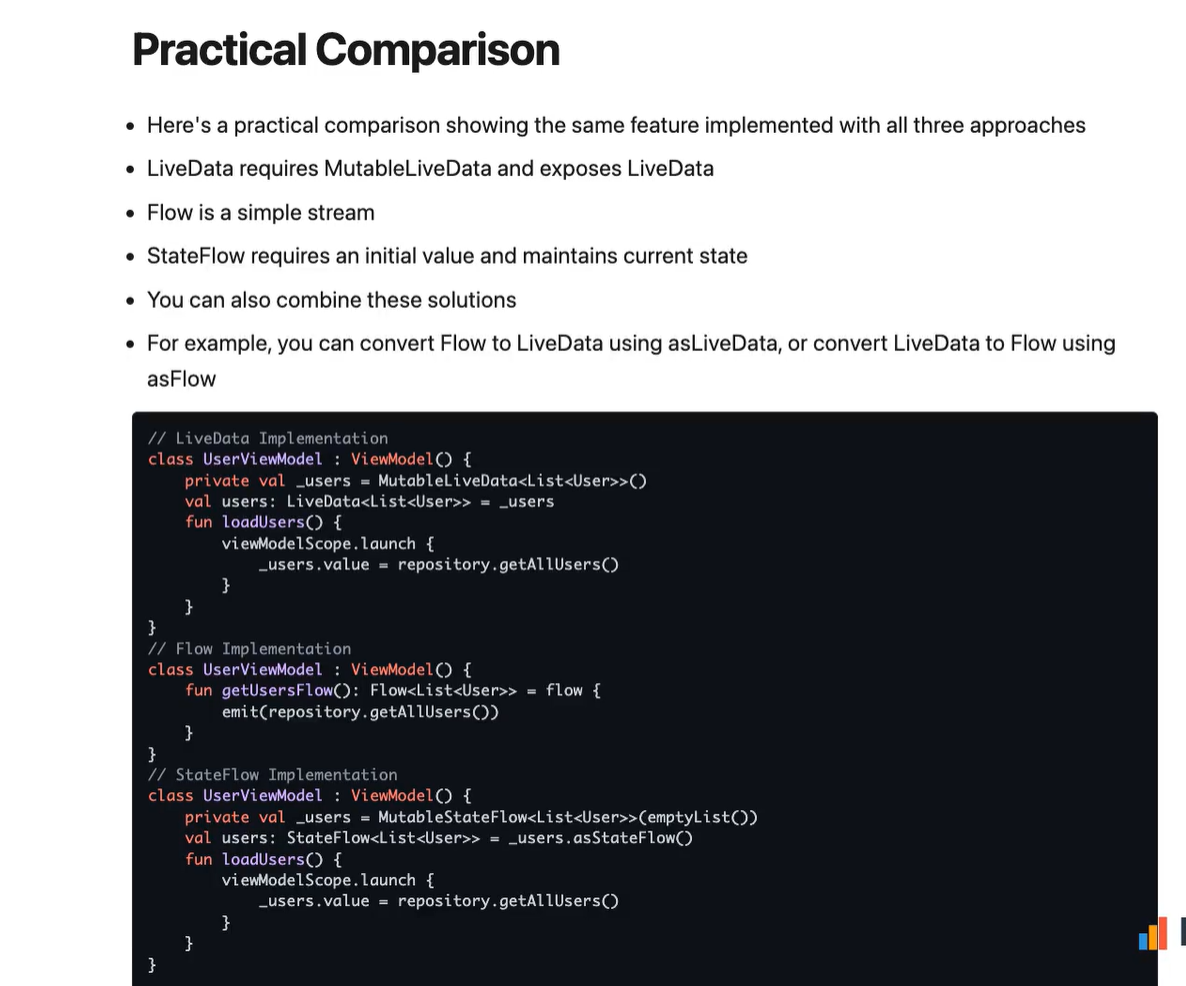 Practical Comparison
• Here's a practical comparison showing the same feature implemented with all three approaches
• LiveData requires MutableLiveData and exposes LiveData
• Flow is a simple stream
• StateFlow requires an initial value and maintains current state
• You can also combine these solutions
• For example, you can convert Flow to LiveData using asLiveData, or convert LiveData to Flow using
asFlow
// LiveData Implementation
class UserViewModel : ViewModel() {
    private val _users = MutableLiveData<List<User>>()
    val users: LiveData<List<User>> = _users
    fun loadUsers() {
        viewModelScope.launch {
            _users.value = repository.getAllUsers()
        }
    }
}
// Flow Implementation
class UserViewModel : ViewModel() {
    fun getUsersFlow(): Flow<List<User>> = flow {
        emit(repository.getAllUsers())
    }
}
// StateFlow Implementation
class UserViewModel : ViewModel() {
    private val _users = MutableStateFlow<List<User>>(emptyList())
    val users: StateFlow<List<User>> = _users.asStateFlow()
    fun loadUsers() {
        viewModelScope.launch {
            _users.value = repository.getAllUsers()
        }
    }
}